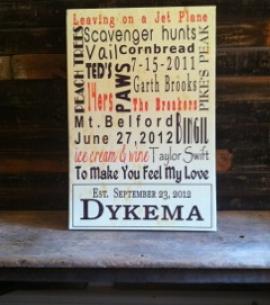 Leaving on a Jet Plane
PEACH TREES
Scavenger hunts
Vail
Cornbread
PIKE'S PEAK
TED'S
PAWS
7-15-2011
14ers
Garth Brooks
The Breakers
Mt. Belford
BINGIL
June 27,2012
ice cream & wine
Taylor Swift
To Make You Feel My Love
EST. SEPTEMBER 23, 2012
DYKEMA